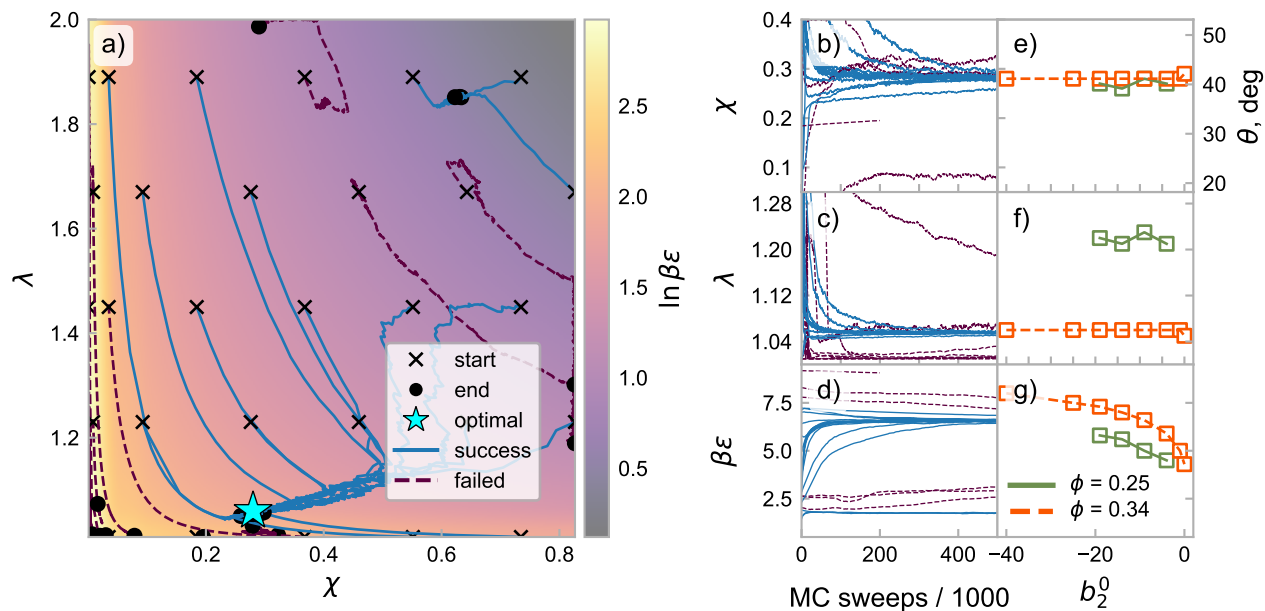 a)
2.0
1.8
1.6
1.4
1.2
λ
0.2
0.4
0.6
0.8
χ
start
end
optimal
success
failed
2.5
2.0
1.5
1.0
0.5
ln βε
b)
0.4
0.3
0.2
0.1
χ
e)
50
40
30
20
θ, deg
c)
1.28
1.20
1.12
1.04
λ
f)
d)
7.5
5.0
2.5
βε
0
200
400
MC sweeps / 1000
g)
ϕ = 0.25
ϕ = 0.34
−40
−20
0
b₂⁰